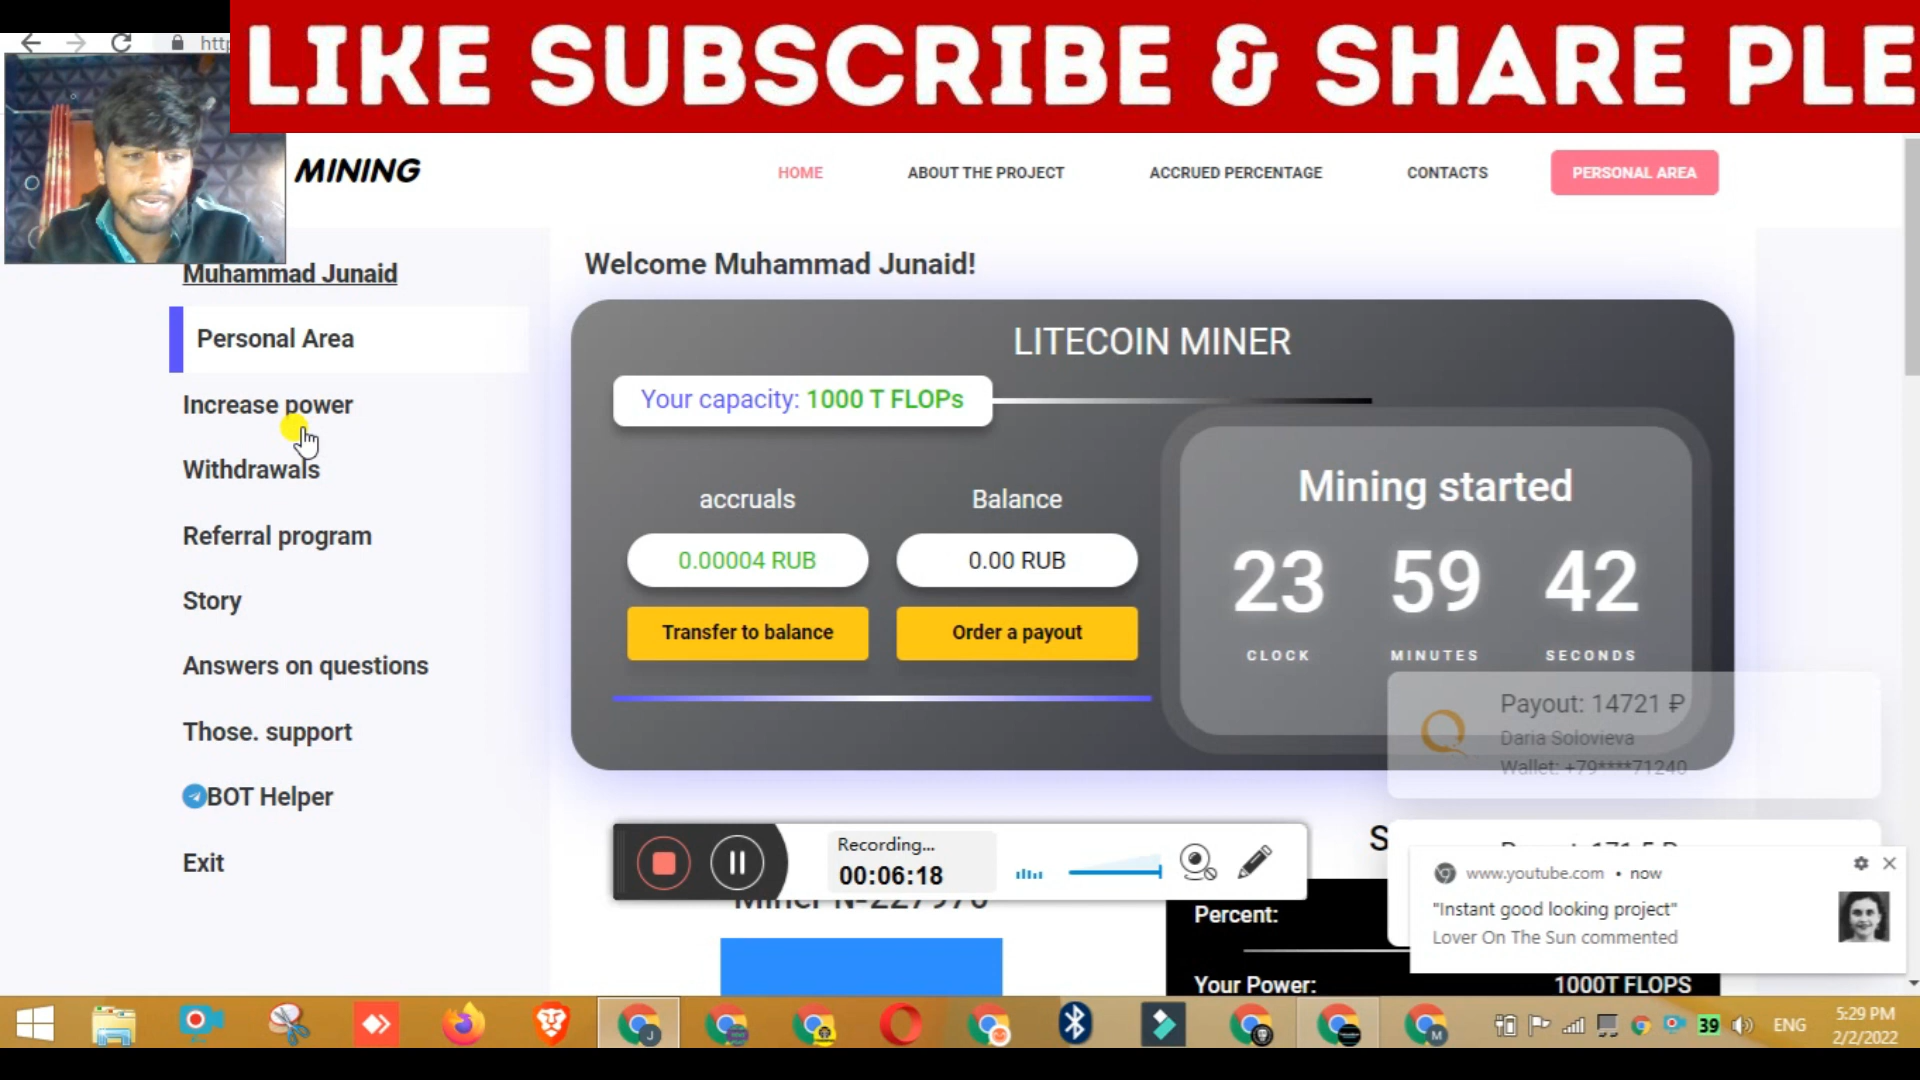 LIKE SUBSCRIBE & SHARE PLE
MINING
HOME
ABOUT THE PROJECT
ACCRUED PERCENTAGE
CONTACTS
PERSONAL AREA
Muhammad Junaid
Personal Area
Increase power
Withdrawals
Referral program
Story
Answers on questions
Those. support
BOT Helper
Exit
Welcome Muhammad Junaid!
LITECOIN MINER
Your capacity: 1000 T FLOPs
accruals
Balance
0.00004 RUB
0.00 RUB
Transfer to balance
Order a payout
Mining started
23 59 42
CLOCK MINUTES SECONDS
Payout: 14721 ₽
Daria Solovieva
Wallet: +79****71240
Recording...
00:06:18
S
Percent:
Your Power:
1000T FLOPS
www.youtube.com • now
"Instant good looking project"
Lover On The Sun commented
39
ENG
5:29 PM
2/2/2022